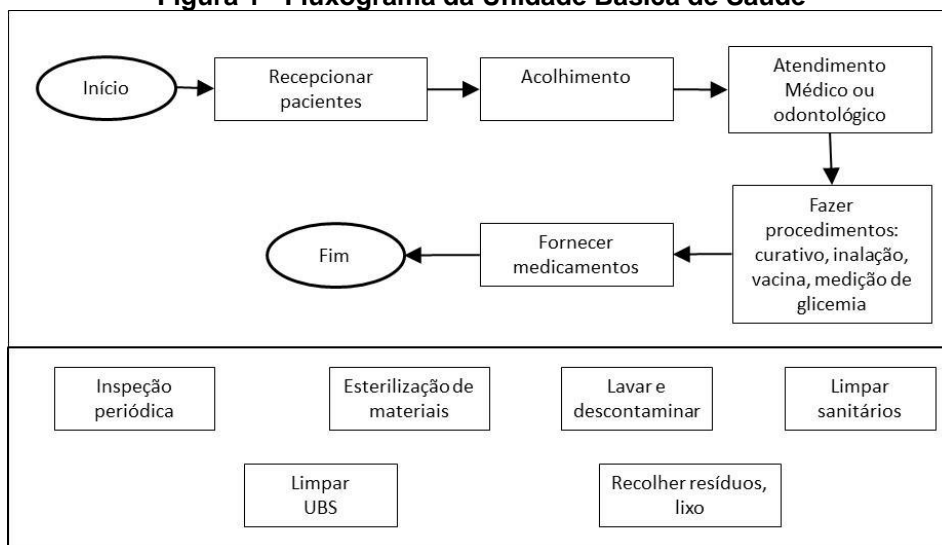 Figura 1 - Fluxograma da Unidade Básica de Saúde
Início
Recepcionar
pacientes
Acolhimento
Atendimento
Médico ou
odontológico
Fim
Fornecer
medicamentos
Fazer
procedimentos:
curativo, inalação,
vacina, medição de
glicemia
Inspeção
periódica
Esterilização de
materiais
Lavar e
descontaminar
Limpar
sanitários
Limpar
UBS
Recolher resíduos,
lixo